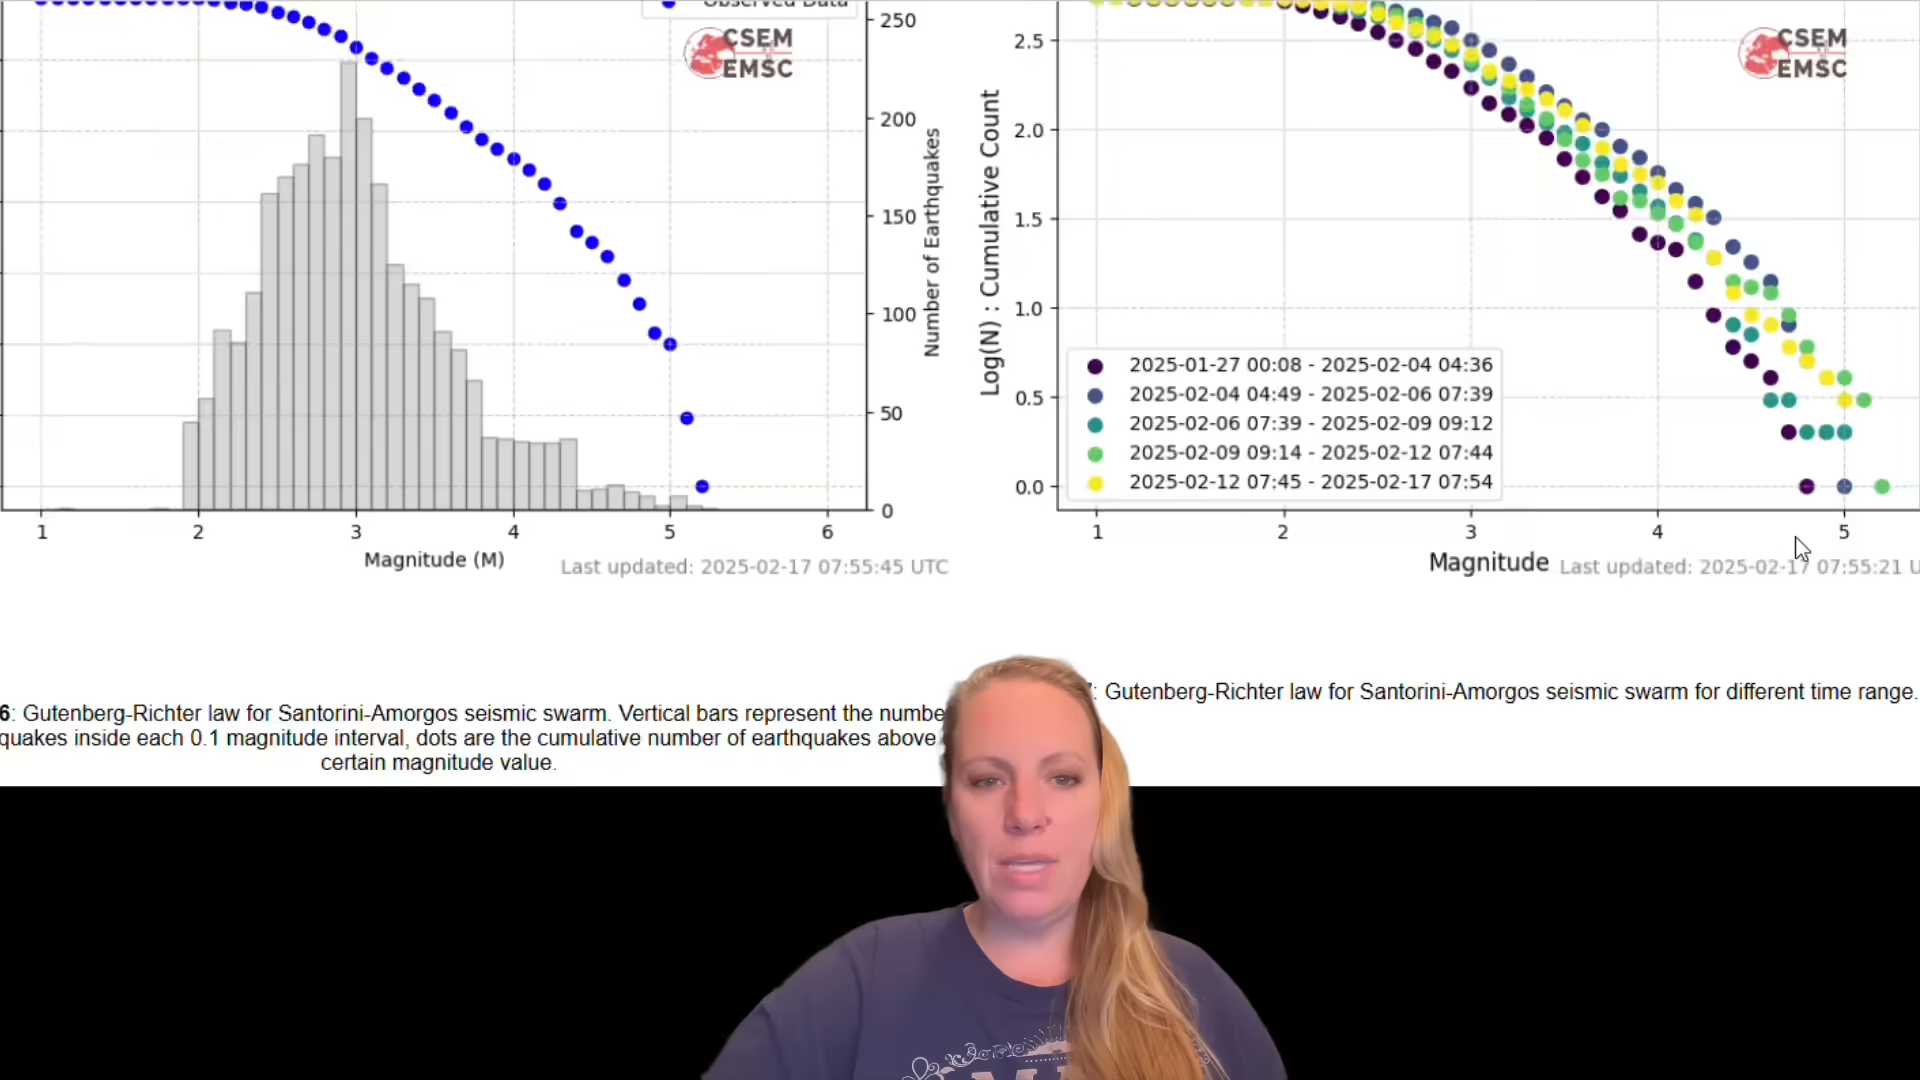 Observed Data
CSEM
EMSC
250
200
150
100
50
0
Number of Earthquakes
1 2 3 4 5 6
Magnitude (M)
Last updated: 2025-02-17 07:55:45 UTC
CSEM
EMSC
2.5
2.0
1.5
1.0
0.5
0.0
Log(N) : Cumulative Count
2025-01-27 00:08 - 2025-02-04 04:36
2025-02-04 04:49 - 2025-02-06 07:39
2025-02-06 07:39 - 2025-02-09 09:12
2025-02-09 09:14 - 2025-02-12 07:44
2025-02-12 07:45 - 2025-02-17 07:54
1 2 3 4 5
Magnitude
Last updated: 2025-02-17 07:55:21 U
6: Gutenberg-Richter law for Santorini-Amorgos seismic swarm. Vertical bars represent the numbe
quakes inside each 0.1 magnitude interval, dots are the cumulative number of earthquakes above
certain magnitude value.
: Gutenberg-Richter law for Santorini-Amorgos seismic swarm for different time range.